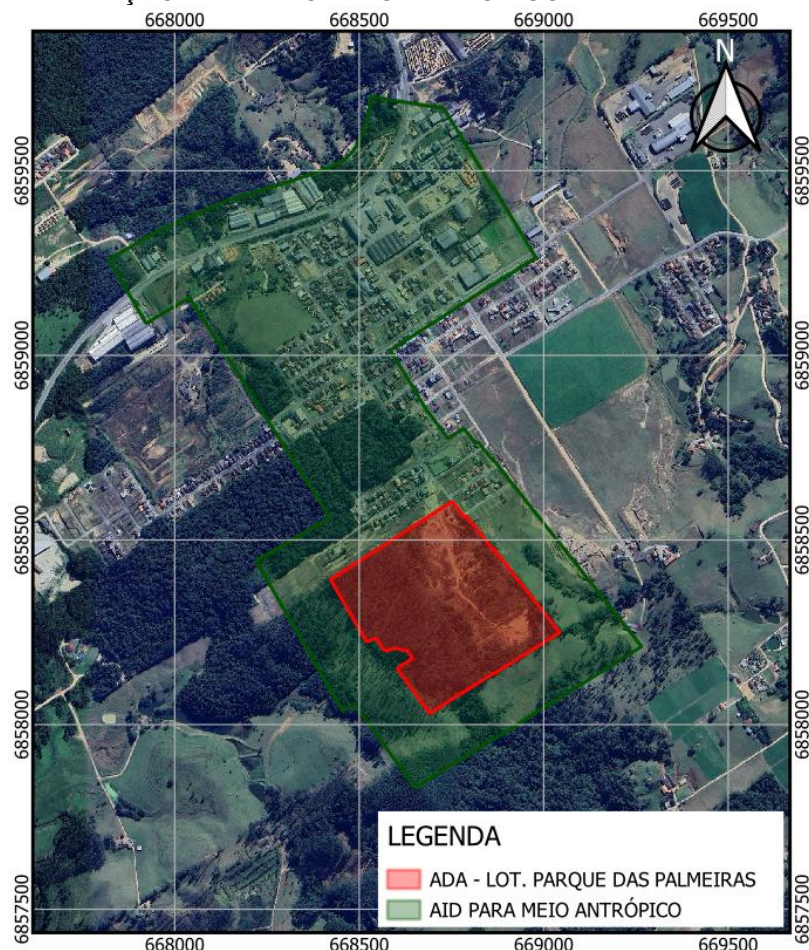 668000 668500 669000 669500
N
6859500 6859500
6859000 6859000
6858500 6858500
6858000 6858000
LEGENDA
ADA - LOT. PARQUE DAS PALMEIRAS
AID PARA MEIO ANTRÓPICO
6857500 6857500
668000 668500 669000 669500